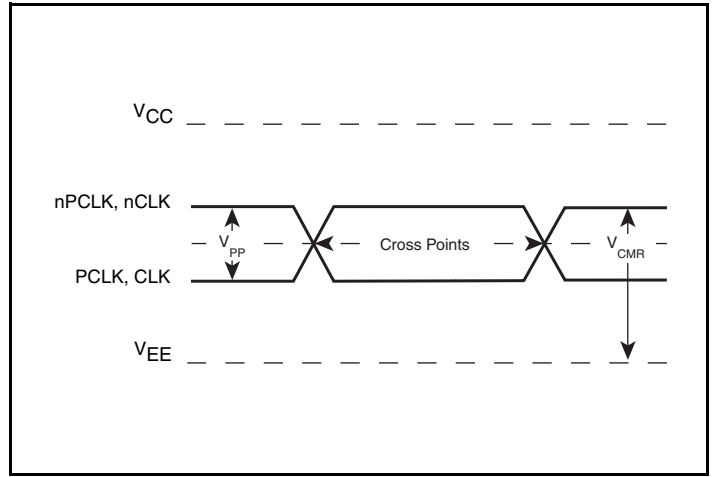 VCC
nPCLK, nCLK
VPP
Cross Points
VCMR
PCLK, CLK
VEE